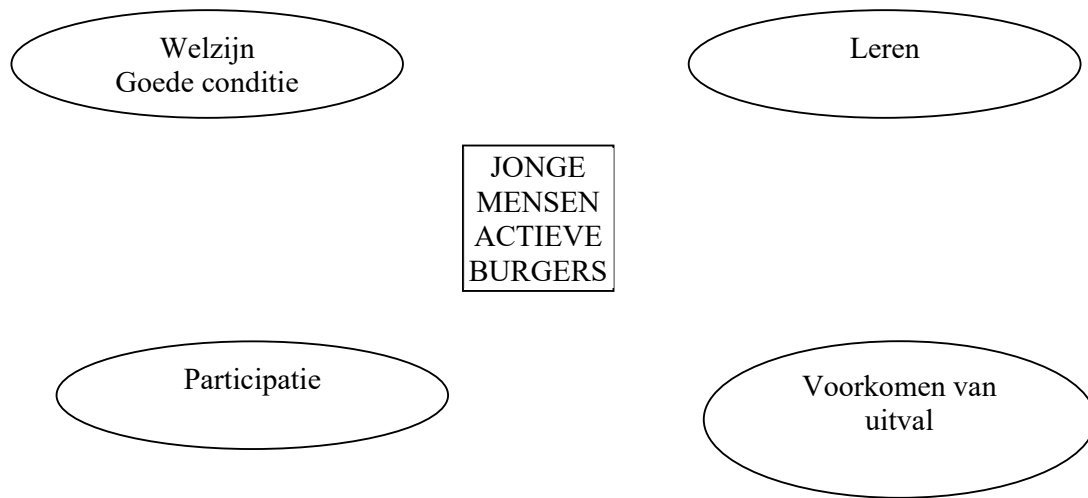 Welzijn
Goede conditie
Leren
JONGE
MENSEN
ACTIEVE
BURGERS
Participatie
Voorkomen van
uitval